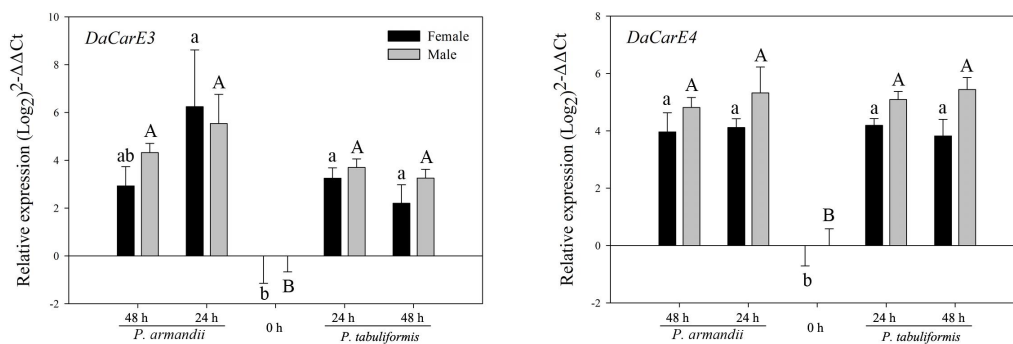 DaCarE3
Female
Male
Relative expression (Log2)2-ΔΔCt
10
8
6
4
2
0
-2
ab
A
a
A
b
B
a
A
a
A
48 h
24 h
0 h
24 h
48 h
P. armandii
P. tabuliformis
DaCarE4
Relative expression (Log2)2-ΔΔCt
8
6
4
2
0
-2
a
A
a
A
b
B
a
A
a
A
48 h
24 h
0 h
24 h
48 h
P. armandii
P. tabuliformis